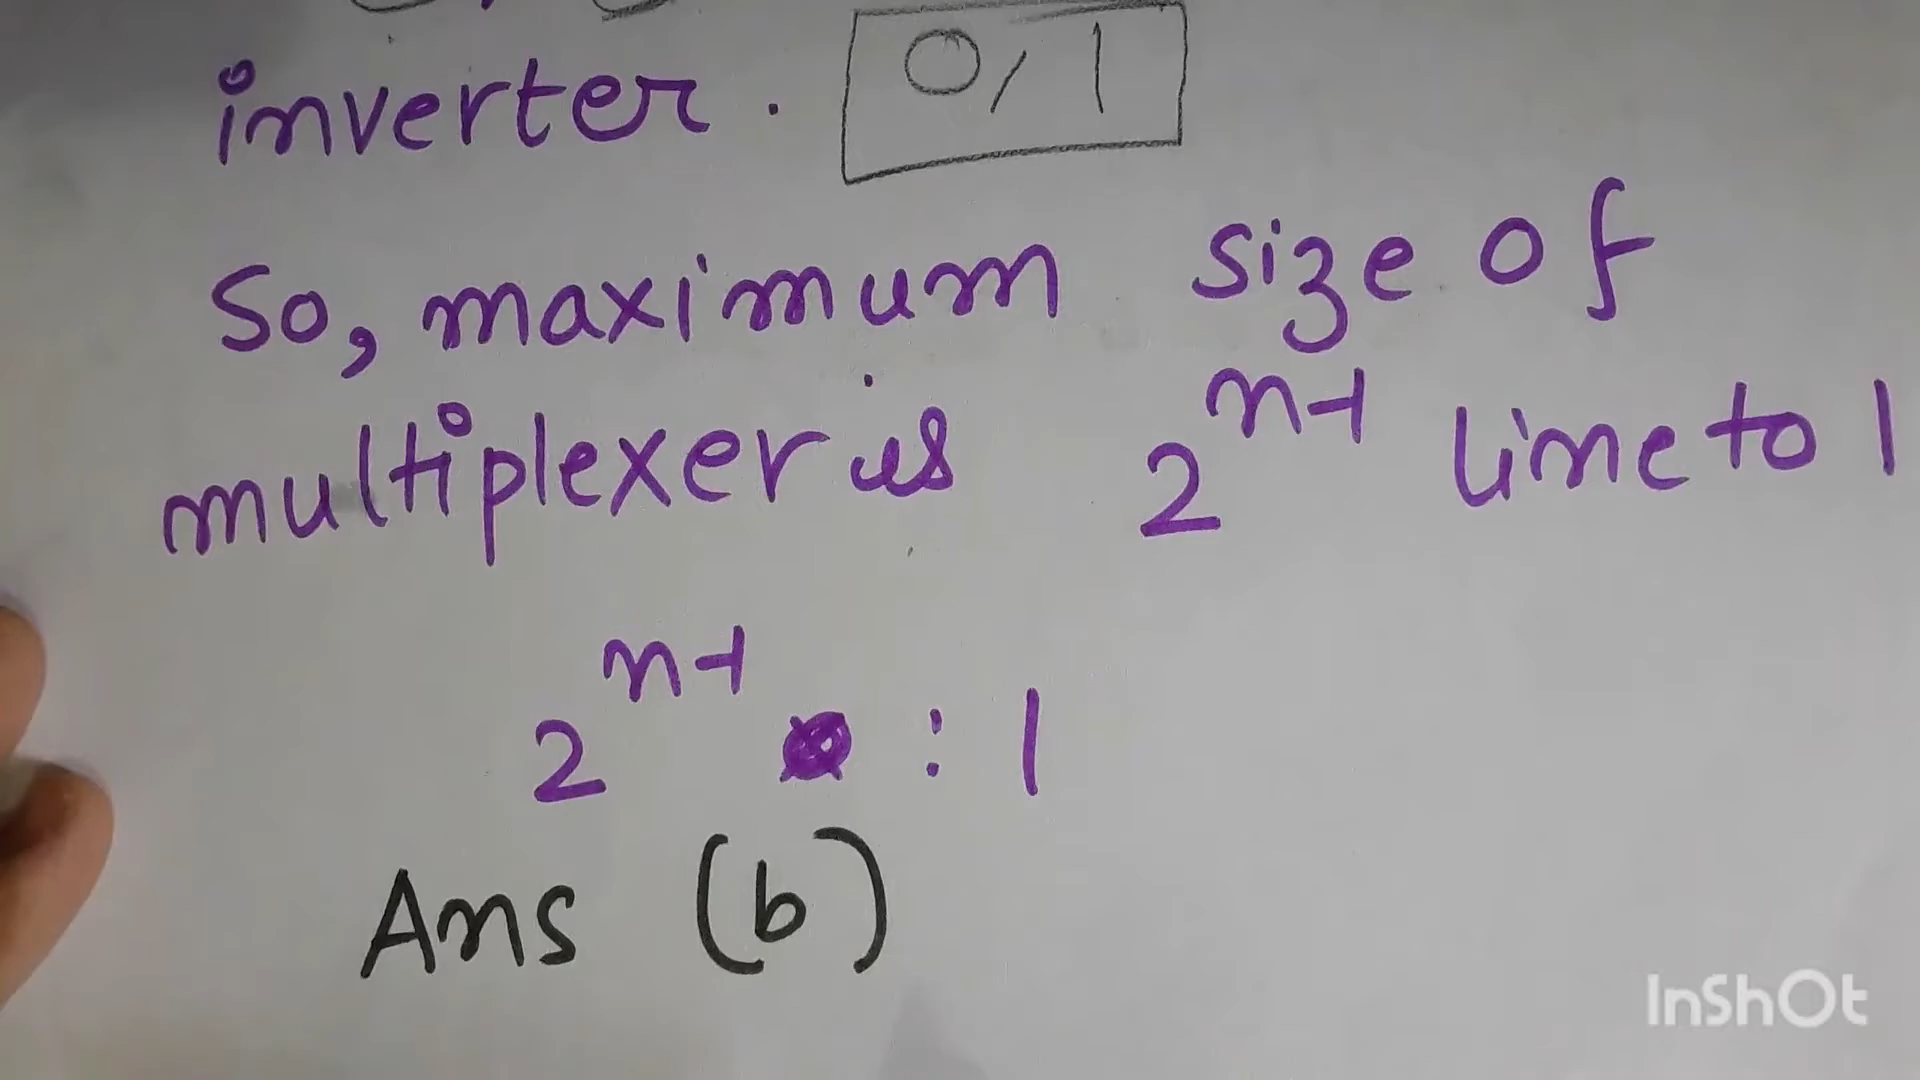 inverter. 0/1
So, maximum size of
multiplexer is 2^n-1 line to 1
2^n-1 : 1
Ans (b)
InShOt